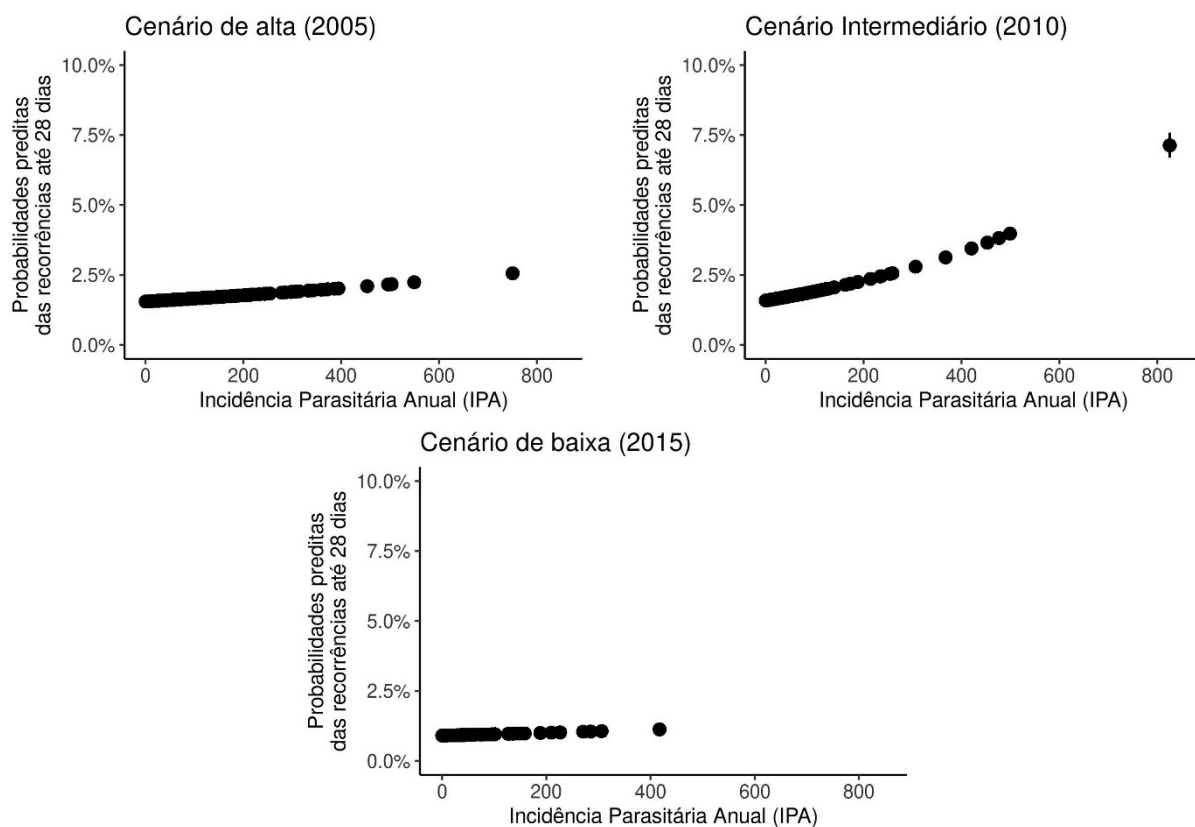 Cenário de alta (2005)
10.0%
7.5%
5.0%
2.5%
0.0%
Probabilidades preditas
das recorrências até 28 dias
0 200 400 600 800
Incidência Parasitária Anual (IPA)
Cenário Intermediário (2010)
10.0%
7.5%
5.0%
2.5%
0.0%
Probabilidades preditas
das recorrências até 28 dias
0 200 400 600 800
Incidência Parasitária Anual (IPA)
Cenário de baixa (2015)
10.0%
7.5%
5.0%
2.5%
0.0%
Probabilidades preditas
das recorrências até 28 dias
0 200 400 600 800
Incidência Parasitária Anual (IPA)